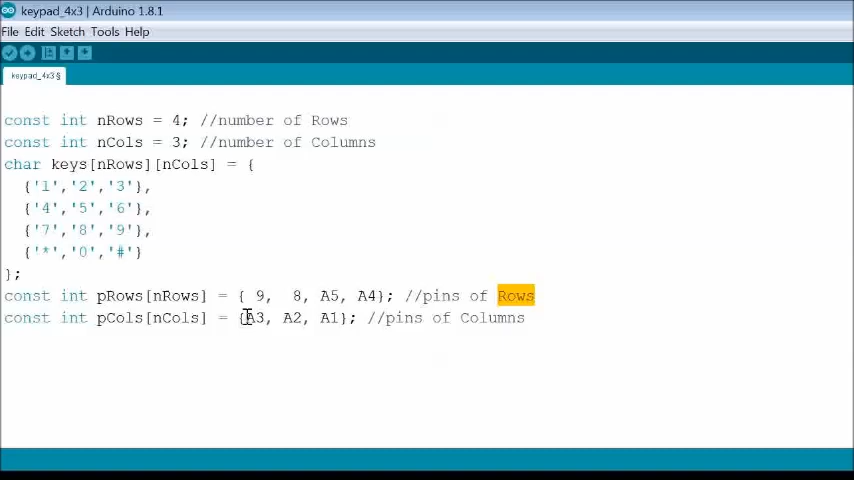 keypad_4x3 | Arduino 1.8.1
File Edit Sketch Tools Help
keypad_4x3 §
const int nRows = 4; //number of Rows
const int nCols = 3; //number of Columns
char keys[nRows][nCols] = {
{'1','2','3'},
{'4','5','6'},
{'7','8','9'},
{'*','0','#'}
};
const int pRows[nRows] = { 9, 8, A5, A4}; //pins of Rows
const int pCols[nCols] = {A3, A2, A1}; //pins of Columns